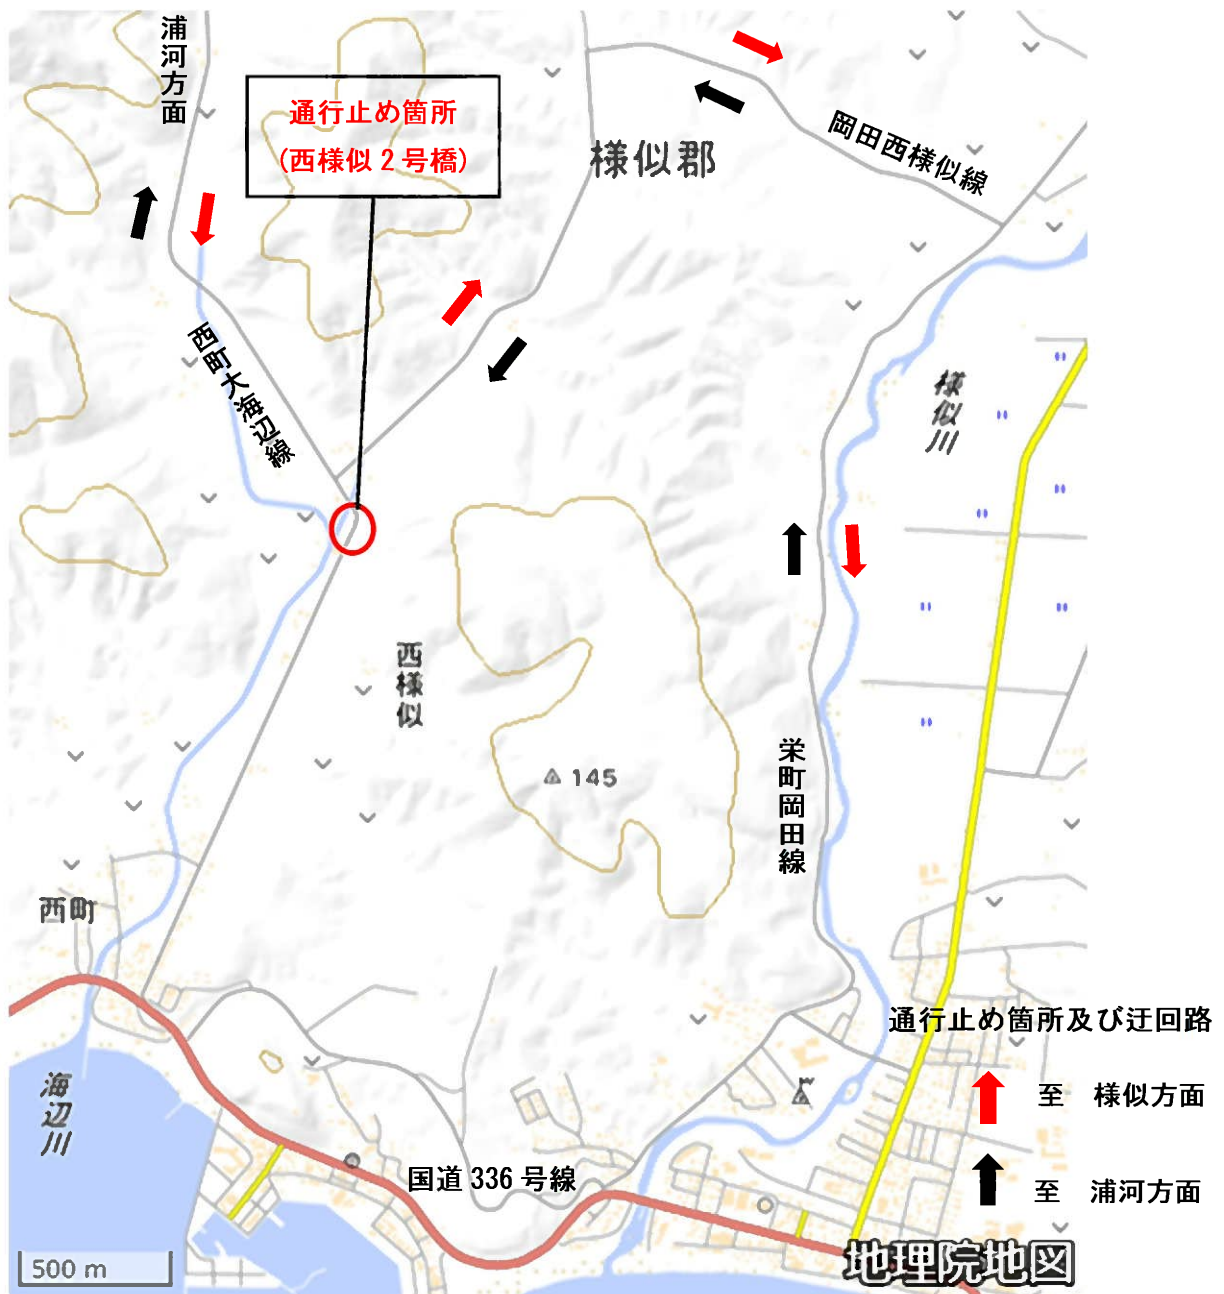 浦河方面
通行止め箇所
(西様似2号橋)
様似郡
岡田西様似線
西町大海辺線
様似川
西様似
145
栄町岡田線
西町
海辺川
国道336号線
通行止め箇所及び迂回路
至 様似方面
至 浦河方面
500 m
地理院地図